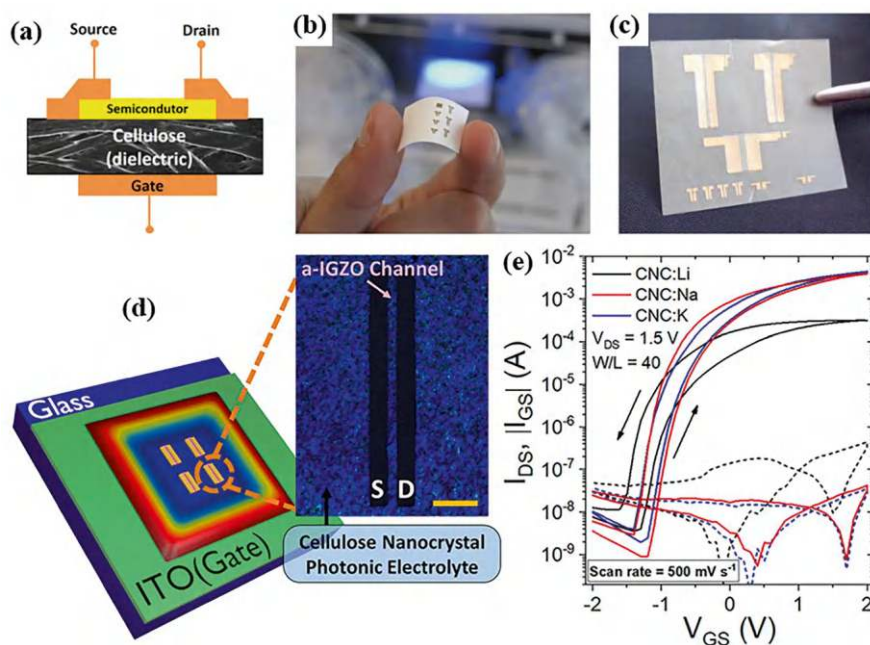 (a)
Source
Drain
Semicondutor
Cellulose
(dielectric)
Gate
(b)
(c)
(d)
a-IGZO Channel
Glass
ITO(Gate)
S
D
Cellulose Nanocrystal
Photonic Electrolyte
(e)
CNC:Li
CNC:Na
CNC:K
V_DS = 1.5 V
W/L = 40
I_DS, |I_GS| (A)
10⁻²
10⁻³
10⁻⁴
10⁻⁵
10⁻⁶
10⁻⁷
10⁻⁸
10⁻⁹
Scan rate = 500 mV s⁻¹
-2
-1
0
1
2
V_GS (V)